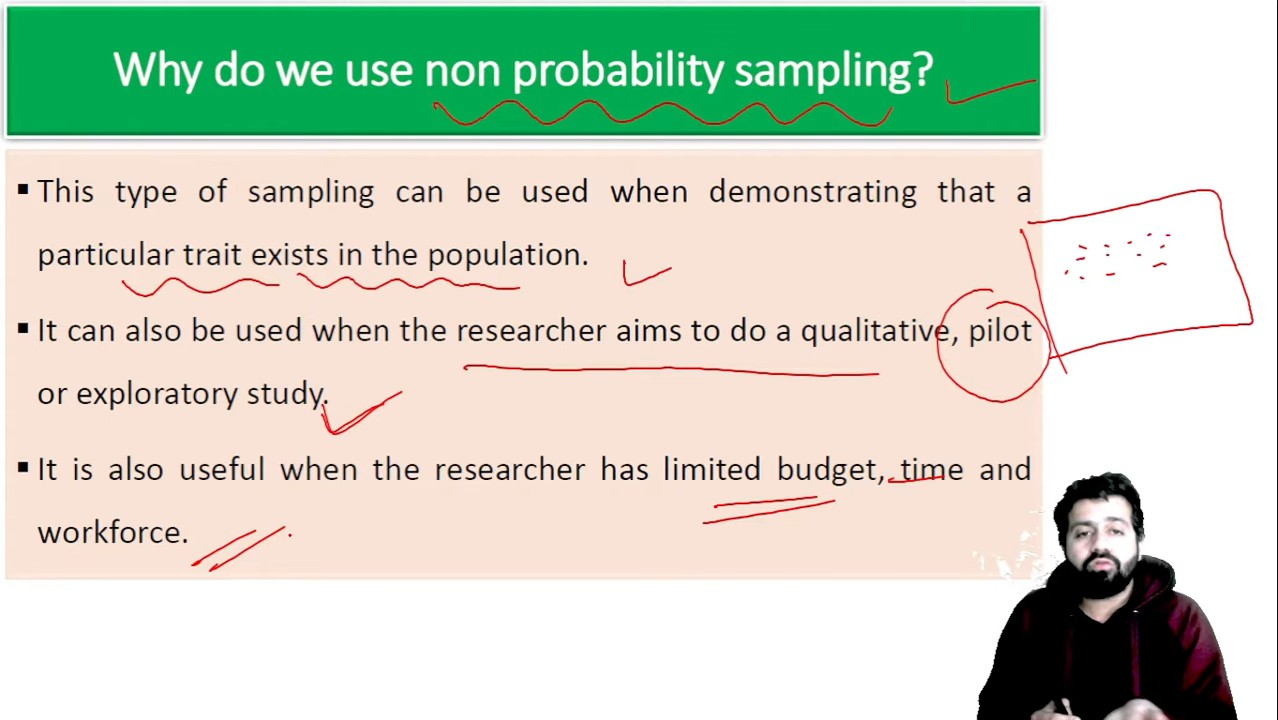 Why do we use non probability sampling?
▪ This type of sampling can be used when demonstrating that a
particular trait exists in the population.
▪ It can also be used when the researcher aims to do a qualitative, pilot
or exploratory study.
▪ It is also useful when the researcher has limited budget, time and
workforce.